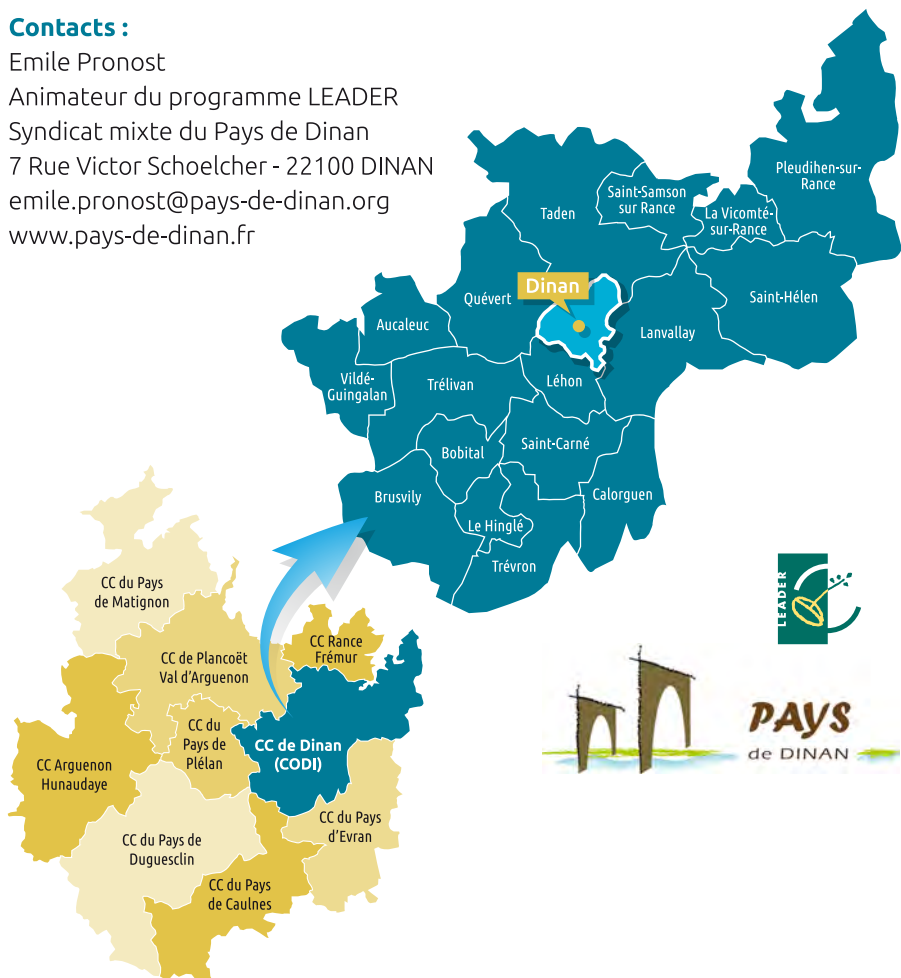 Contacts :
Emile Pronost
Animateur du programme LEADER
Syndicat mixte du Pays de Dinan
7 Rue Victor Schoelcher - 22100 DINAN
emile.pronost@pays-de-dinan.org
www.pays-de-dinan.fr
Pleudihen-sur-
Rance
Saint-Samson
sur Rance
La Vicomté-
sur-Rance
Taden
Dinan
Quévert
Saint-Hélen
Aucaleuc
Lanvallay
Vildé-
Guingalan
Trélivan
Léhon
Bobital
Saint-Carné
Brusvily
Calorguen
Le Hinglé
Trévron
CC du Pays
de Matignon
CC de Plancoët
Val d'Arguenon
CC Rance
Frémur
CC du
Pays de
Plélan
CC de Dinan
(CODI)
CC Arguenon
Hunaudaye
CC du Pays
d'Evran
CC du Pays de
Duguesclin
CC du Pays
de Caulnes
LEADER
PAYS
de DINAN